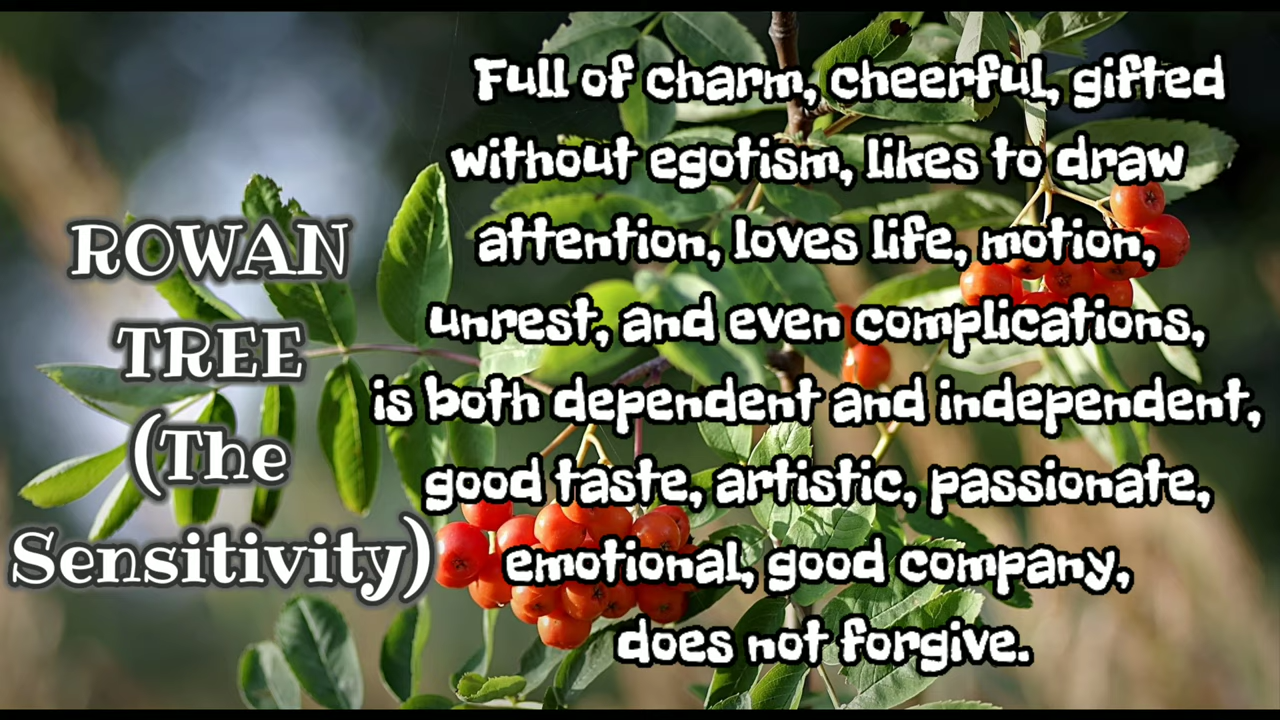 ROWAN
TREE
(The
Sensitivity)
Full of charm, cheerful, gifted
without egotism, likes to draw
attention, loves life, motion,
unrest, and even complications,
is both dependent and independent,
good taste, artistic, passionate,
emotional, good company,
does not forgive.